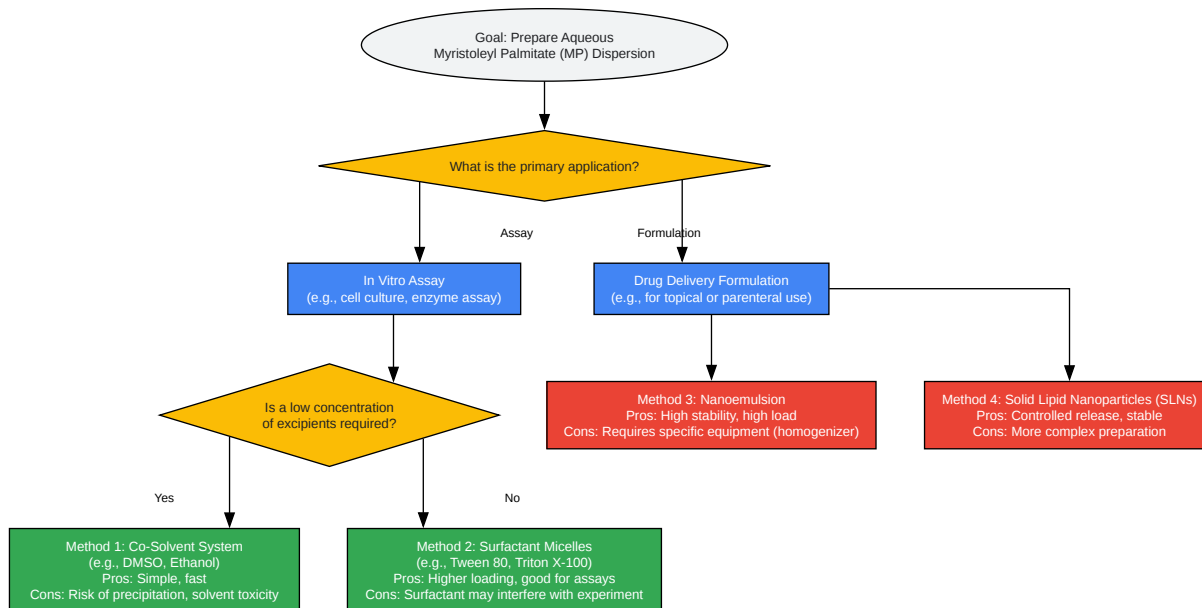 Goal: Prepare Aqueous
Myristoleyl Palmitate (MP) Dispersion
What is the primary application?
Assay
Formulation
In Vitro Assay
(e.g., cell culture, enzyme assay)
Drug Delivery Formulation
(e.g., for topical or parenteral use)
Is a low concentration
of excipients required?
Method 3: Nanoemulsion
Pros: High stability, high load
Cons: Requires specific equipment (homogenizer)
Method 4: Solid Lipid Nanoparticles (SLNs)
Pros: Controlled release, stable
Cons: More complex preparation
Yes
No
Method 1: Co-Solvent System
(e.g., DMSO, Ethanol)
Pros: Simple, fast
Cons: Risk of precipitation, solvent toxicity
Method 2: Surfactant Micelles
(e.g., Tween 80, Triton X-100)
Pros: Higher loading, good for assays
Cons: Surfactant may interfere with experiment